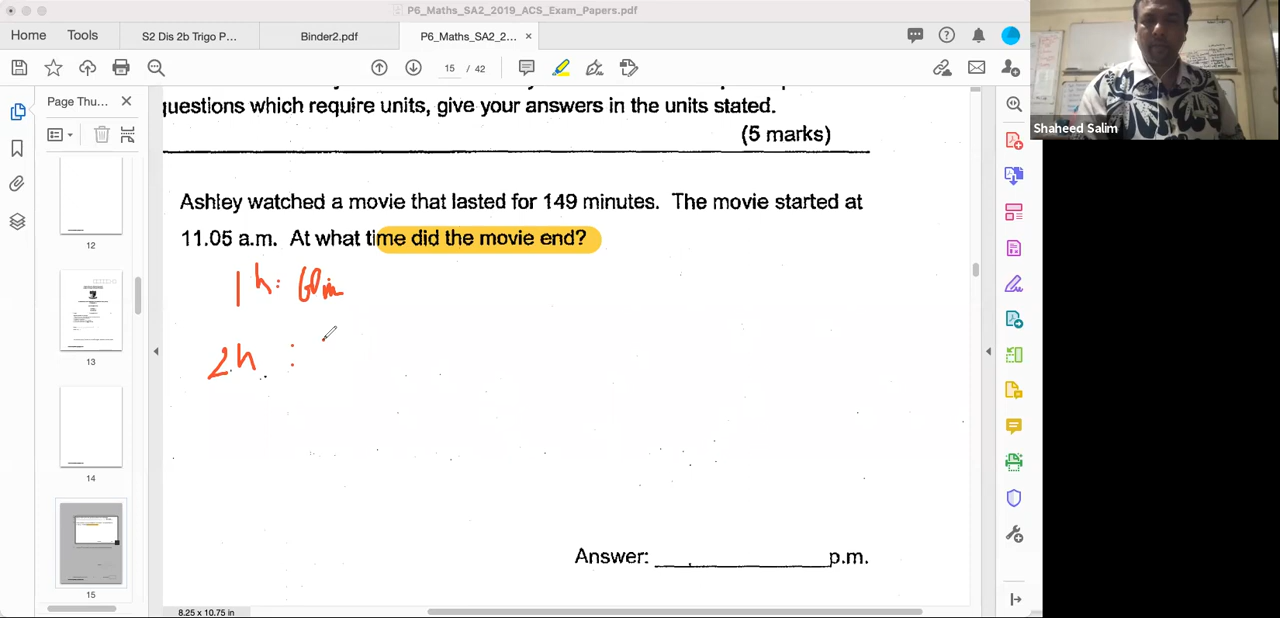 P6_Maths_SA2_2019_ACS_Exam_Papers.pdf
Home Tools S2 Dis 2b Trigo P... Binder2.pdf P6_Maths_SA2_2... ×
15 / 42
Page Thu... ×
12
13
14
15
questions which require units, give your answers in the units stated.
(5 marks)
Ashley watched a movie that lasted for 149 minutes. The movie started at
11.05 a.m. At what time did the movie end?
1 h : 60 min
2 h :
Answer: ____________ p.m.
8.25 x 10.75 in
Shaheed Salim